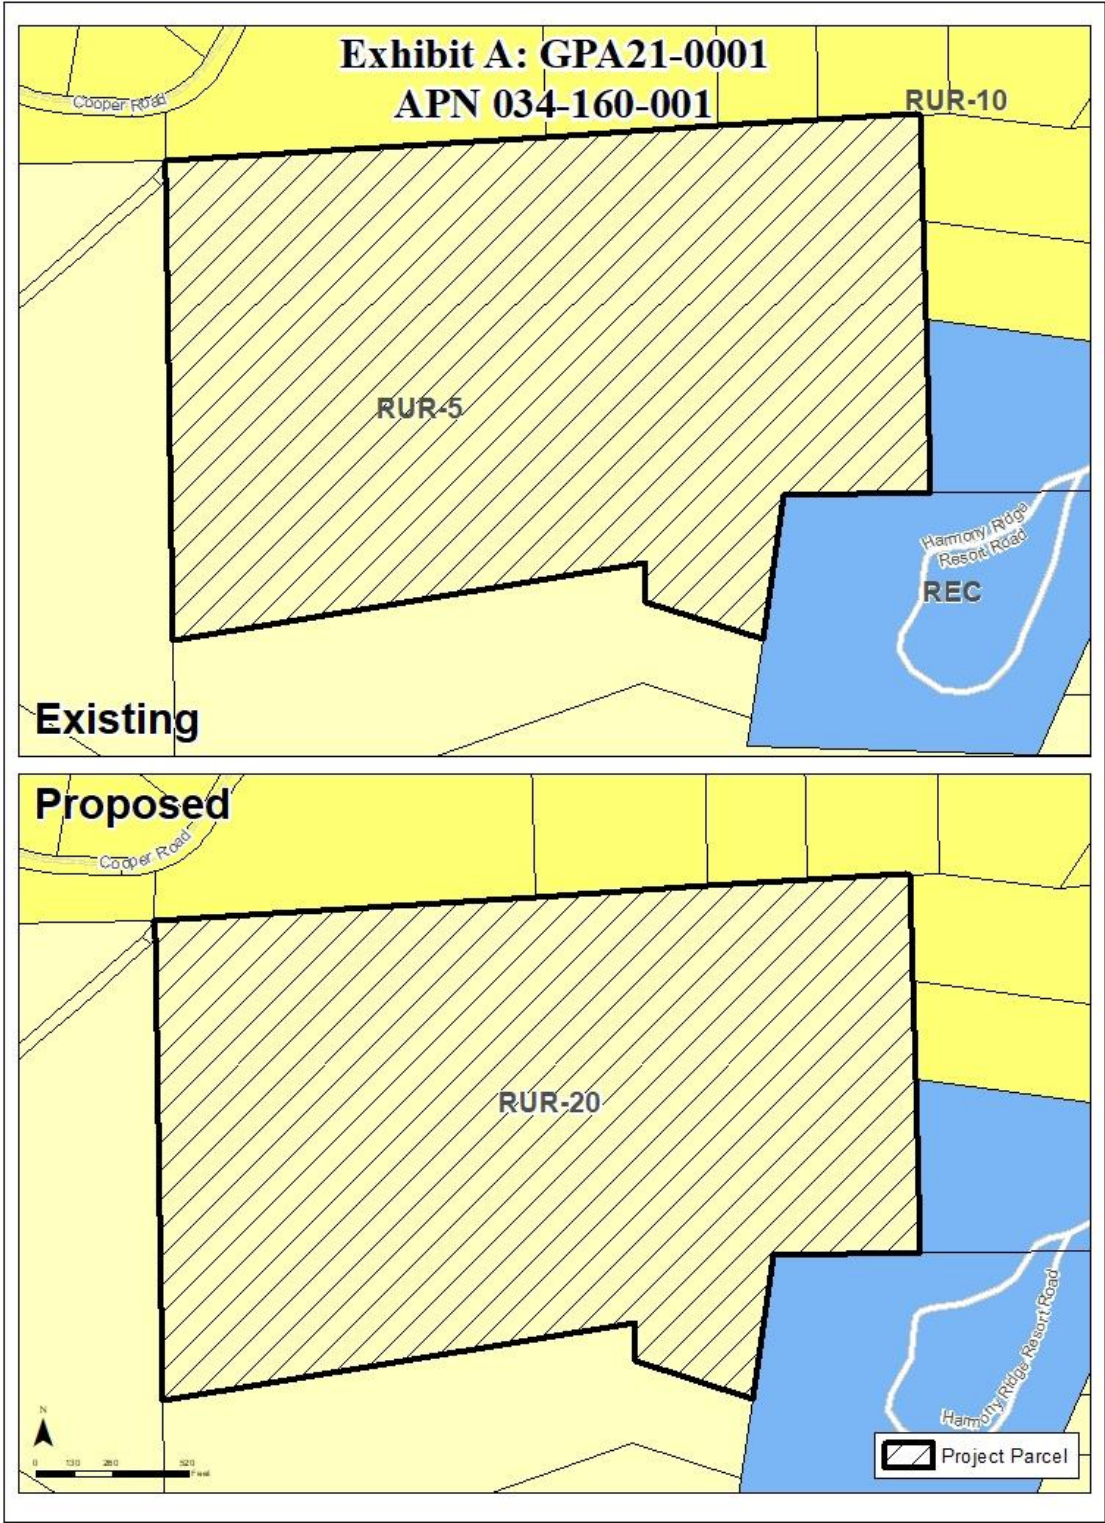 Exhibit A: GPA21-0001
APN 034-160-001
Cooper Road
RUR-10
RUR-5
Harmony Ridge
Resort Road
REC
Existing
Proposed
Cooper Road
RUR-20
Harmony Ridge Resort Road
N
0 130 260 520
Feet
Project Parcel